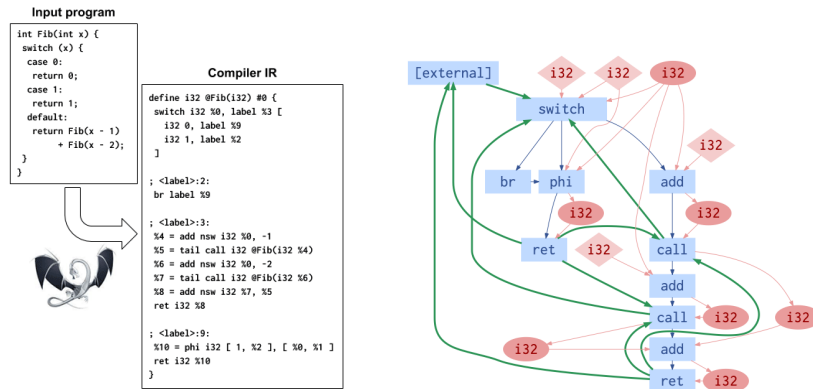 Input program
int Fib(int x) {
switch (x) {
case 0:
return 0;
case 1:
return 1;
default:
return Fib(x - 1)
+ Fib(x - 2);
}
}
Compiler IR
define i32 @Fib(i32) #0 {
switch i32 %0, label %3 [
i32 0, label %9
i32 1, label %2
]
; <label>:2:
br label %9
; <label>:3:
%4 = add nsw i32 %0, -1
%5 = tail call i32 @Fib(i32 %4)
%6 = add nsw i32 %0, -2
%7 = tail call i32 @Fib(i32 %6)
%8 = add nsw i32 %7, %5
ret i32 %8
; <label>:9:
%10 = phi i32 [ 1, %2 ], [ %0, %1 ]
ret i32 %10
}
[external]
i32
i32
i32
switch
i32
br
phi
add
i32
i32
ret
i32
call
add
call
i32
i32
i32
add
ret
i32